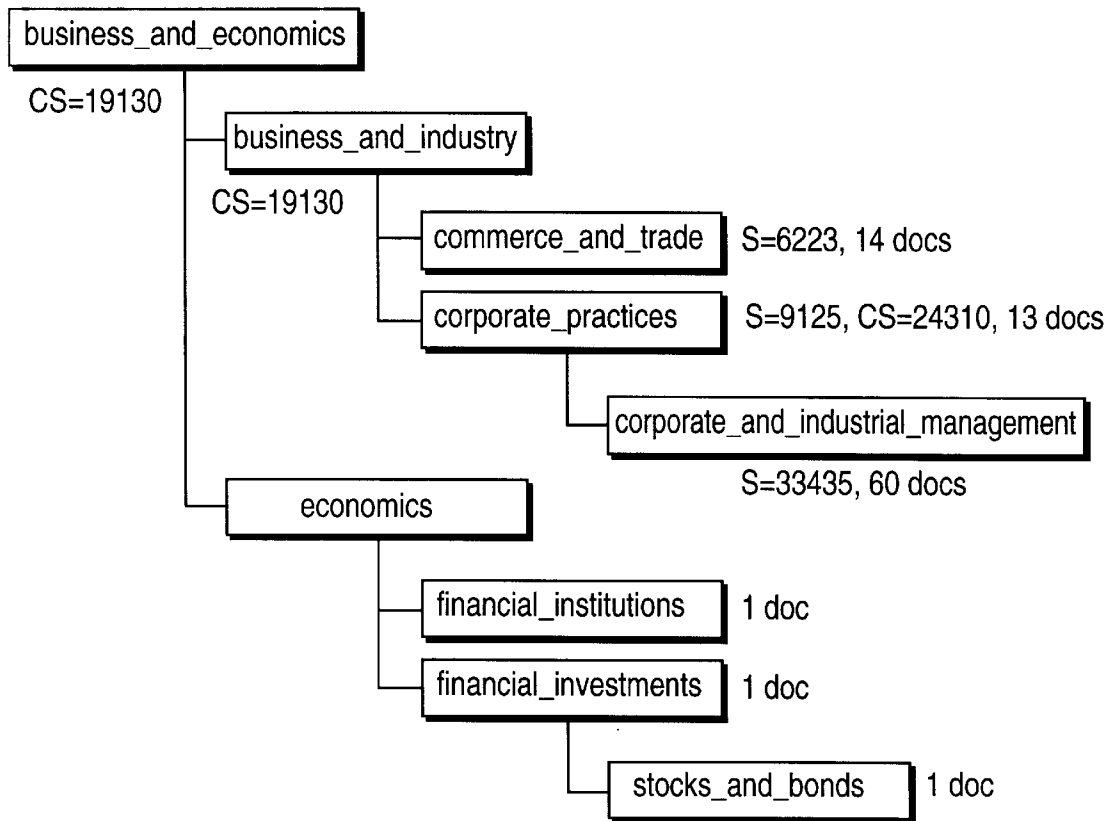 business_and_economics
CS=19130
business_and_industry
CS=19130
commerce_and_trade S=6223, 14 docs
corporate_practices S=9125, CS=24310, 13 docs
corporate_and_industrial_management
S=33435, 60 docs
economics
financial_institutions 1 doc
financial_investments 1 doc
stocks_and_bonds 1 doc